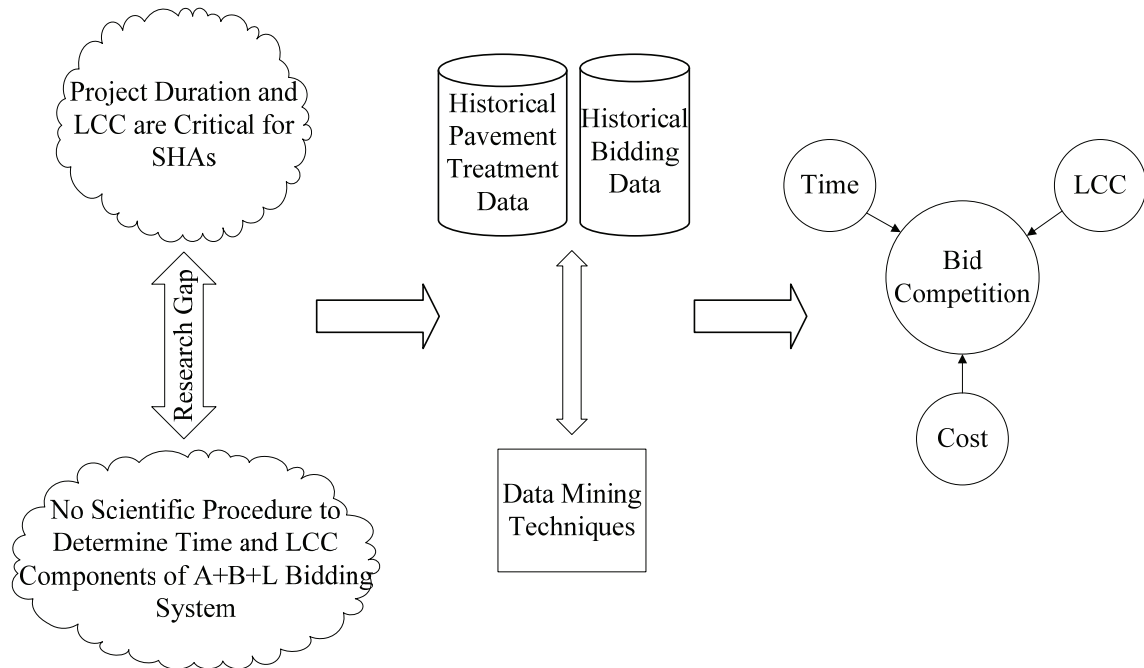 Project Duration and
LCC are Critical for
SHAs
Research Gap
No Scientific Procedure to
Determine Time and LCC
Components of A+B+L Bidding
System
Historical
Pavement
Treatment
Data
Historical
Bidding
Data
Data Mining
Techniques
Time
LCC
Bid
Competition
Cost